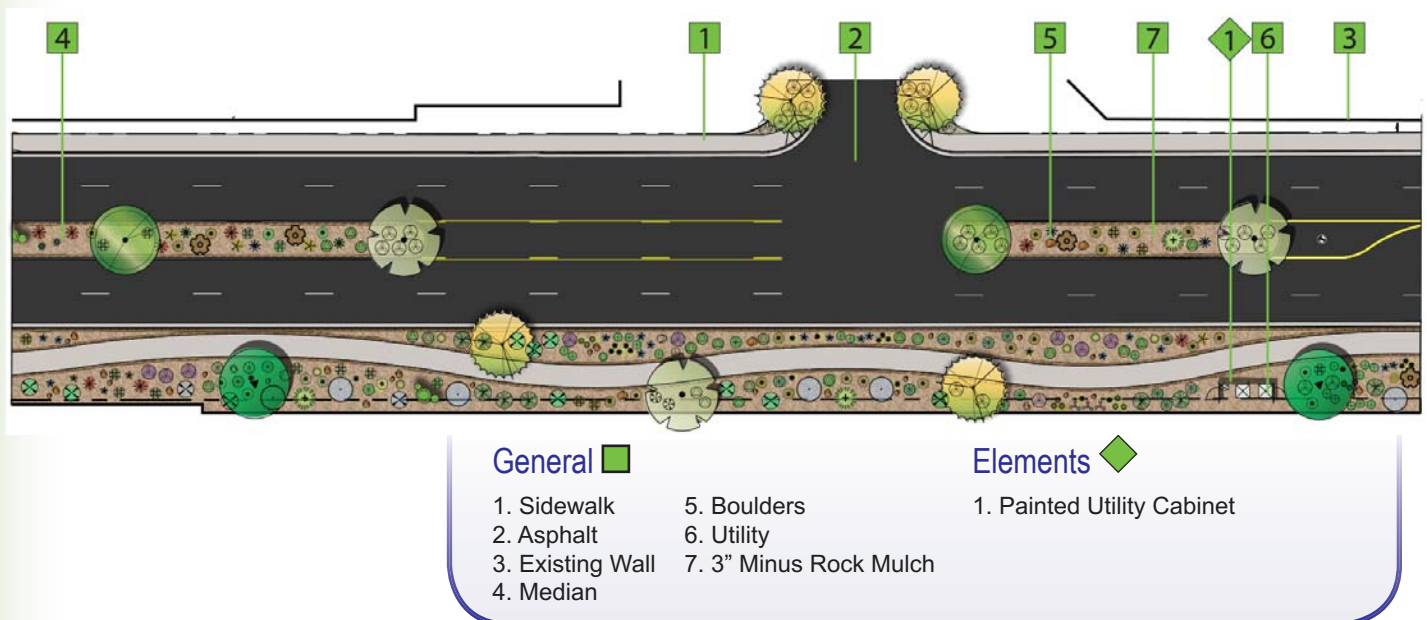 4 1 2 5 7 1 6 3
General
Elements
1. Sidewalk
2. Asphalt
3. Existing Wall
4. Median
5. Boulders
6. Utility
7. 3” Minus Rock Mulch
1. Painted Utility Cabinet